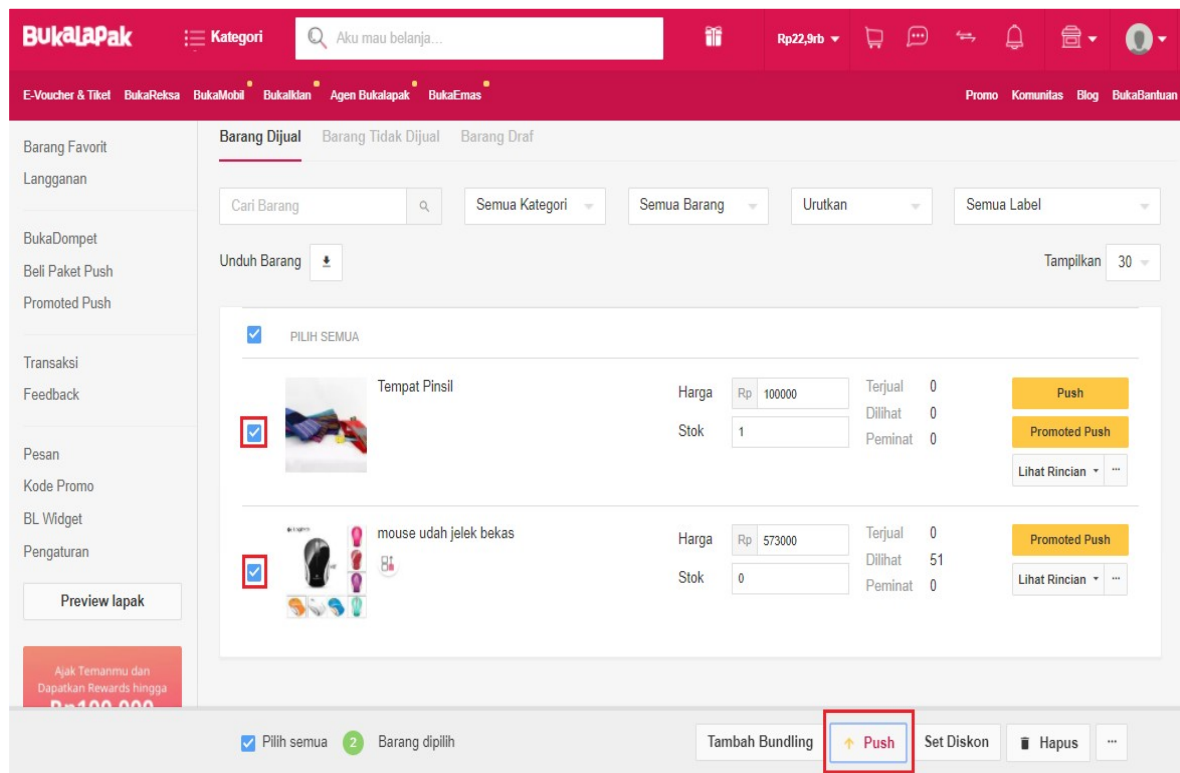 BukaLapak
Kategori
Aku mau belanja...
Rp22,9rb
E-Voucher & Tiket BukaReksa BukaMobil BukaIklan Agen Bukalapak BukaEmas
Promo Komunitas Blog BukaBantuan
Barang Favorit
Langganan
BukaDompet
Beli Paket Push
Promoted Push
Transaksi
Feedback
Pesan
Kode Promo
BL Widget
Pengaturan
Preview lapak
Ajak Temanmu dan
Dapatkan Rewards hingga
Rp100.000
Barang Dijual Barang Tidak Dijual Barang Draf
Cari Barang
Semua Kategori
Semua Barang
Urutkan
Semua Label
Unduh Barang
Tampilkan 30
PILIH SEMUA
Tempat Pinsil
Harga Rp 100000
Stok 1
Terjual 0
Dilihat 0
Peminat 0
Push
Promoted Push
Lihat Rincian ...
mouse udah jelek bekas
Harga Rp 573000
Stok 0
Terjual 0
Dilihat 51
Peminat 0
Promoted Push
Lihat Rincian ...
Pilih semua 2 Barang dipilih
Tambah Bundling
Push
Set Diskon
Hapus
...